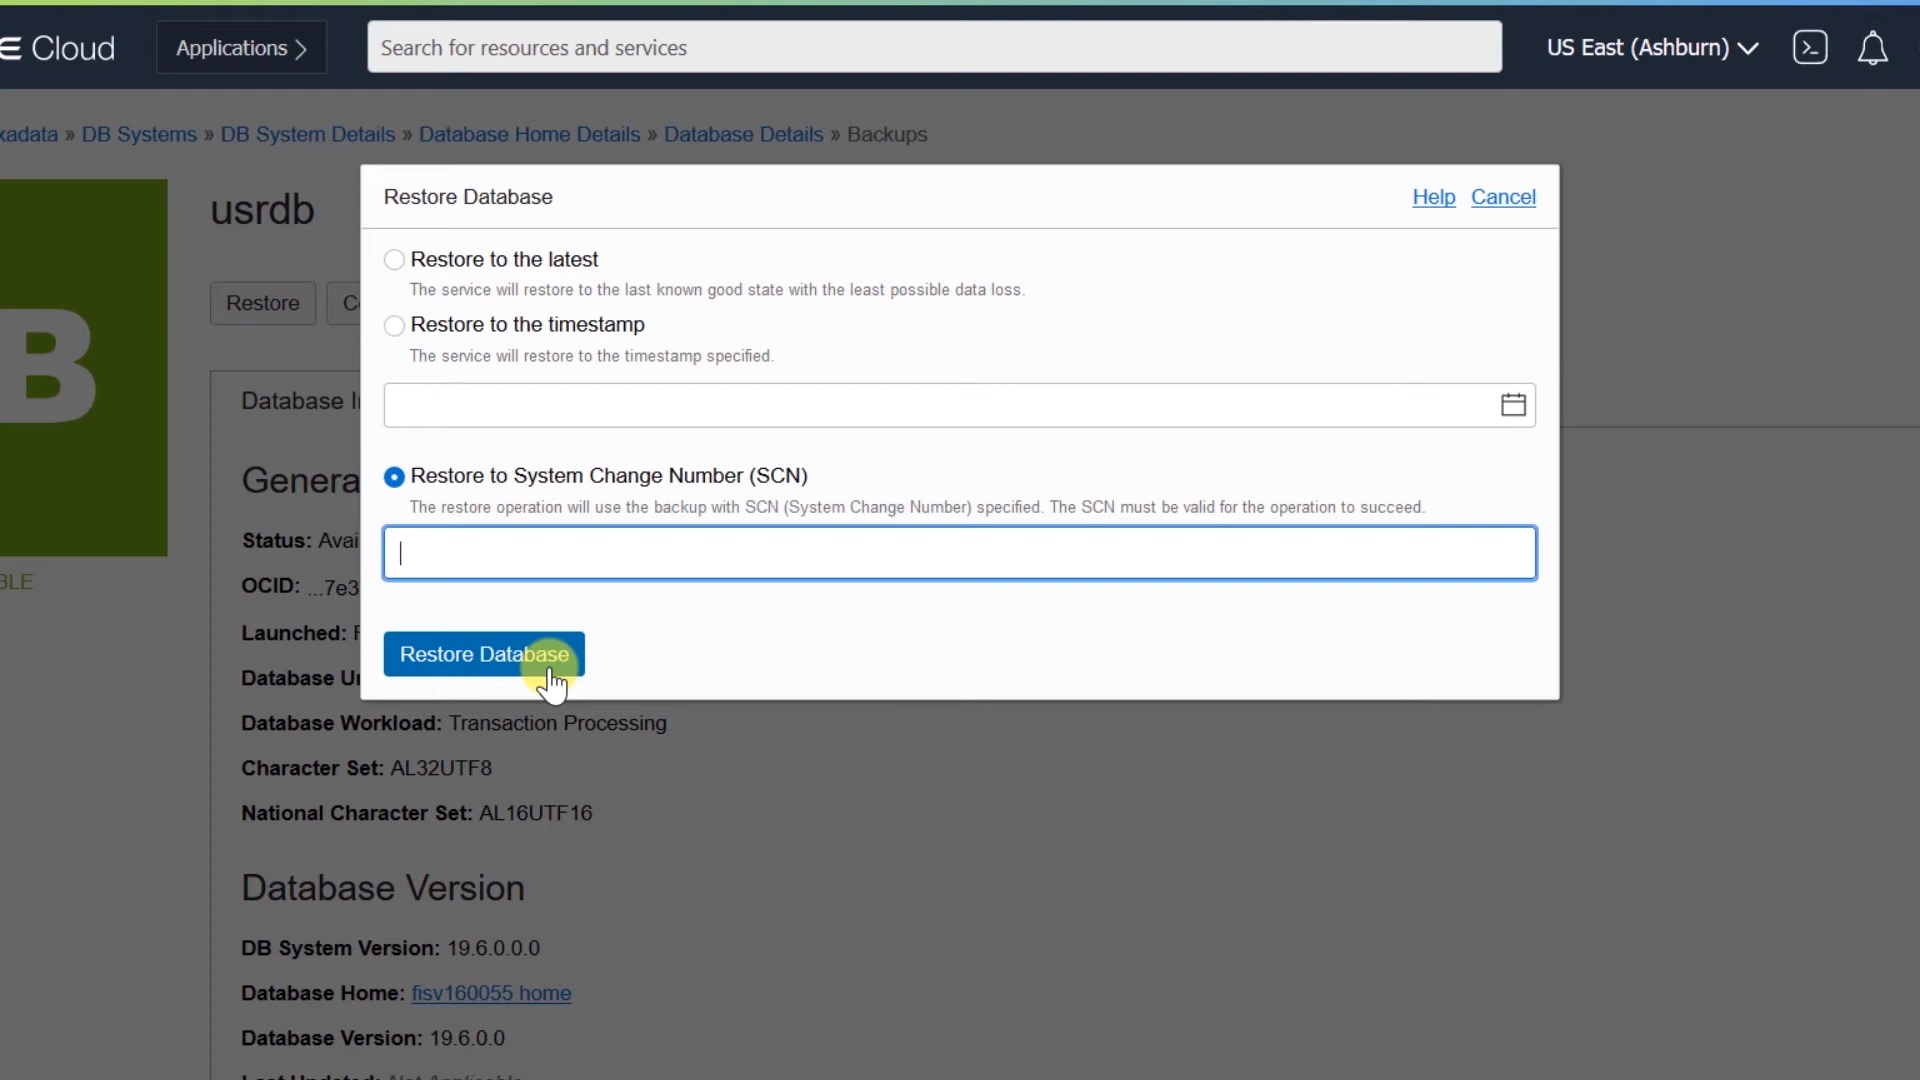 Cloud
Applications
Search for resources and services
US East (Ashburn)
xadata » DB Systems » DB System Details » Database Home Details » Database Details » Backups
usrdb
Restore Database
Help Cancel
Restore to the latest
The service will restore to the last known good state with the least possible data loss.
Restore
Restore to the timestamp
The service will restore to the timestamp specified.
Database I
B
Restore to System Change Number (SCN)
The restore operation will use the backup with SCN (System Change Number) specified. The SCN must be valid for the operation to succeed.
Genera
Status: Avai
BLE
OCID: ...7e3
Launched: F
Restore Database
Database Un
Database Workload: Transaction Processing
Character Set: AL32UTF8
National Character Set: AL16UTF16
Database Version
DB System Version: 19.6.0.0.0
Database Home: fisv160055 home
Database Version: 19.6.0.0
Last Updated: Not Applicable